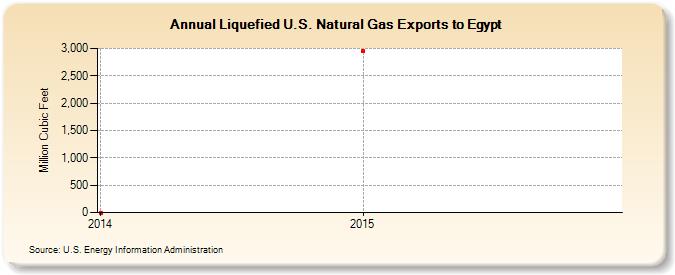 Annual Liquefied U.S. Natural Gas Exports to Egypt
Million Cubic Feet
3,000
2,500
2,000
1,500
1,000
500
0
2014 2015
Source: U.S. Energy Information Administration